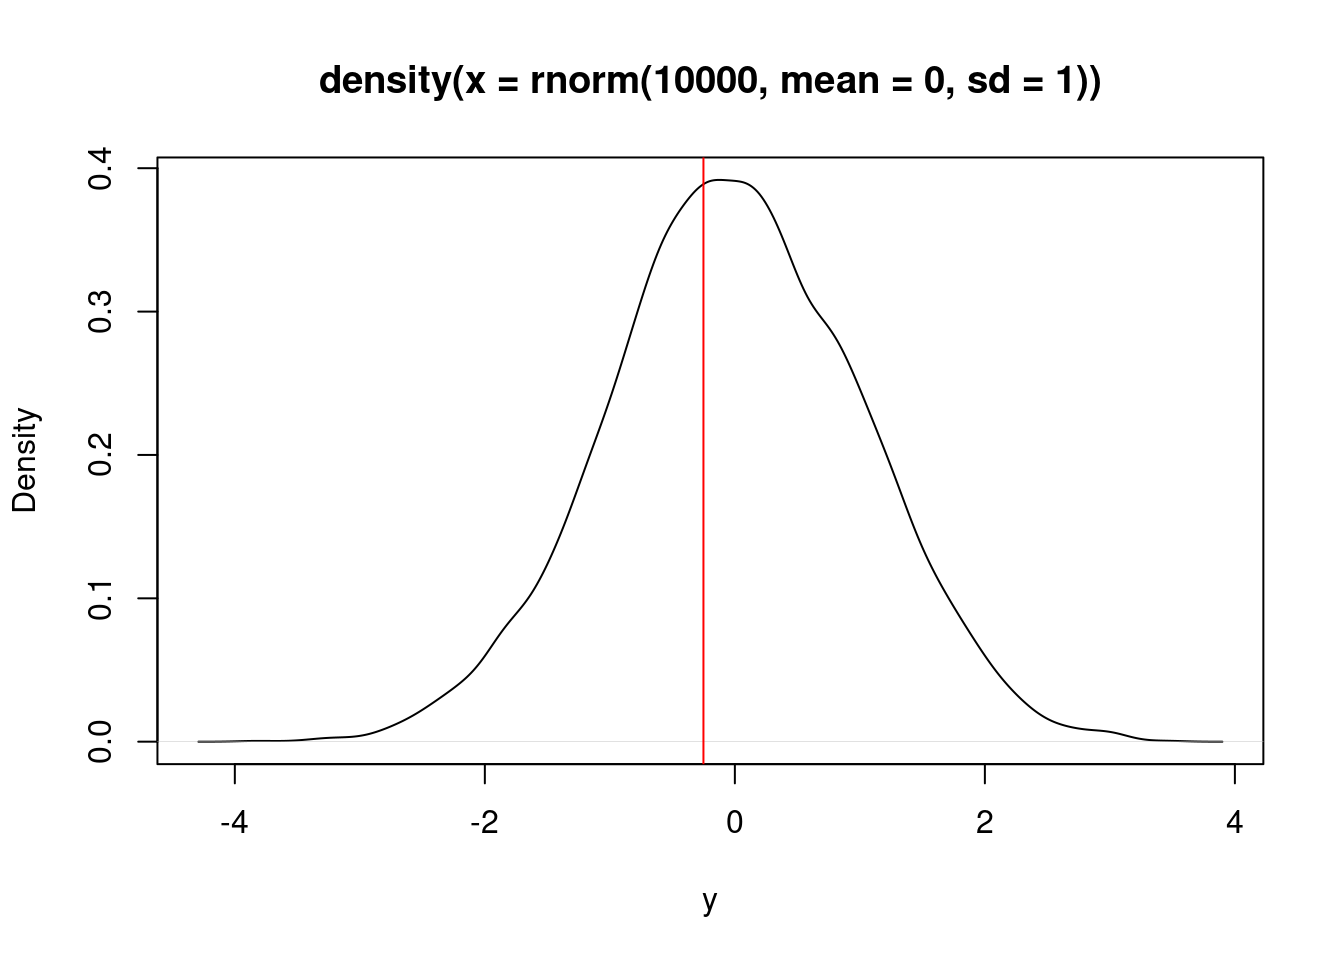 density(x = rnorm(10000, mean = 0, sd = 1))
0.4
0.3
0.2
0.1
0.0
Density
-4 -2 0 2 4
y